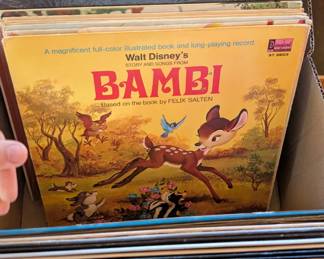 A magnificent full-color illustrated book and long-playing record
Walt Disney's
STORY AND SONGS FROM
BAMBI
Based on the book by FELIX SALTEN